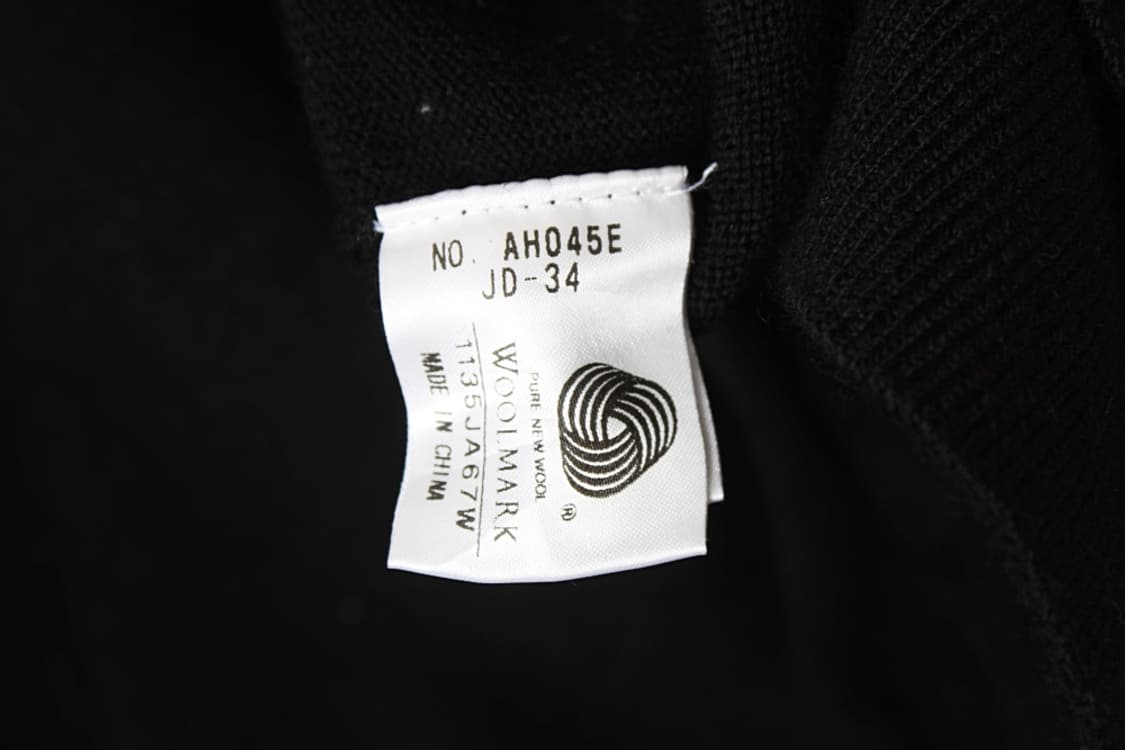 NO. AH045E
JD-34
PURE NEW WOOL
®
WOOLMARK
1135JA67W
MADE IN CHINA